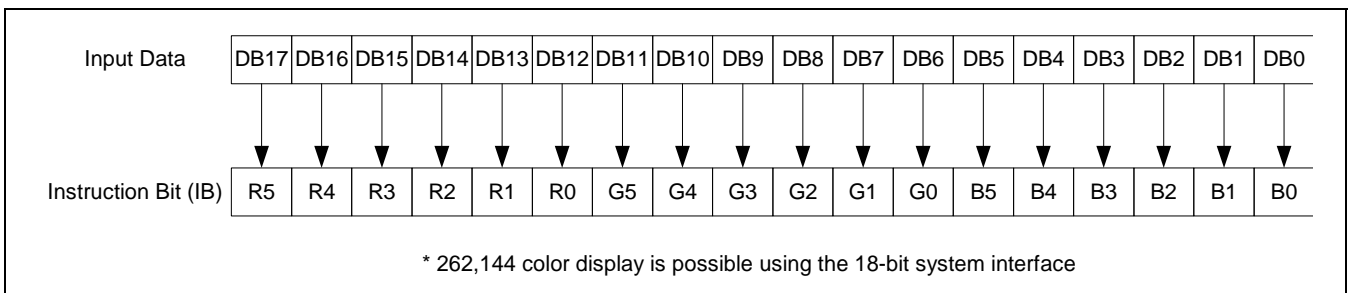 Input Data DB17 DB16 DB15 DB14 DB13 DB12 DB11 DB10 DB9 DB8 DB7 DB6 DB5 DB4 DB3 DB2 DB1 DB0
Instruction Bit (IB) R5 R4 R3 R2 R1 R0 G5 G4 G3 G2 G1 G0 B5 B4 B3 B2 B1 B0
* 262,144 color display is possible using the 18-bit system interface